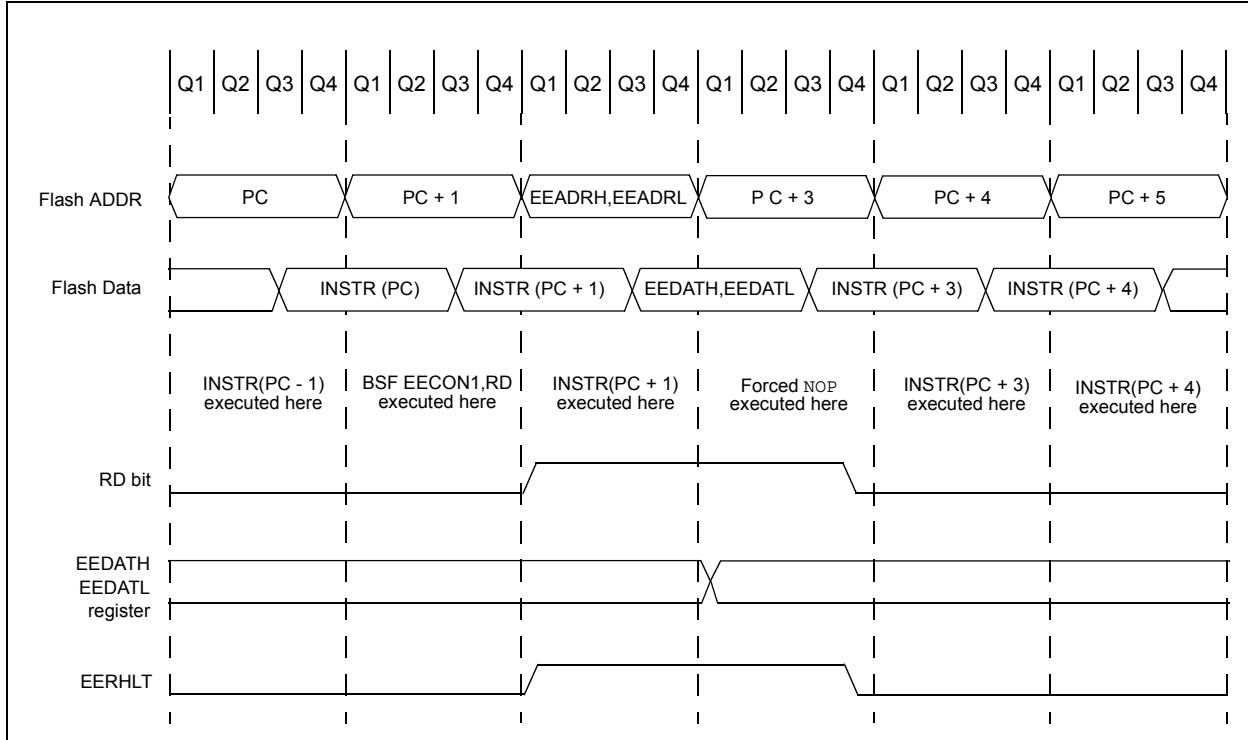 Q1 Q2 Q3 Q4 Q1 Q2 Q3 Q4 Q1 Q2 Q3 Q4 Q1 Q2 Q3 Q4 Q1 Q2 Q3 Q4 Q1 Q2 Q3 Q4
Flash ADDR PC PC + 1 EEADRH,EEADRL P C + 3 PC + 4 PC + 5
Flash Data INSTR (PC) INSTR (PC + 1) EEDATH,EEDATL INSTR (PC + 3) INSTR (PC + 4)
INSTR(PC - 1) BSF EECON1,RD INSTR(PC + 1) Forced NOP INSTR(PC + 3) INSTR(PC + 4)
executed here executed here executed here executed here executed here executed here
RD bit
EEDATH
EEDATL
register
EERHLT